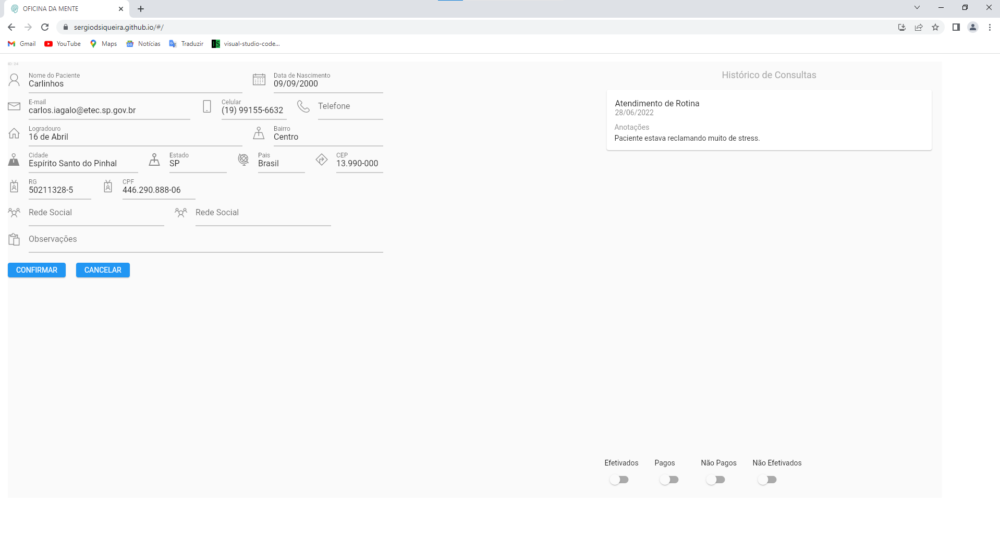 OFICINA DA MENTE
sergiodsiqueira.github.io/#/
Gmail YouTube Maps Notícias Traduzir visual-studio-code...
ID: 24
Nome do Paciente Data de Nascimento
Carlinhos 09/09/2000
E-mail Celular
carlos.iagalo@etec.sp.gov.br (19) 99155-6632 Telefone
Logradouro Bairro
16 de Abril Centro
Cidade Estado Pais CEP
Espírito Santo do Pinhal SP Brasil 13.990-000
RG CPF
50211328-5 446.290.888-06
Rede Social Rede Social
Observações
CONFIRMAR CANCELAR
Histórico de Consultas
Atendimento de Rotina
28/06/2022
Anotações
Paciente estava reclamando muito de stress.
Efetivados Pagos Não Pagos Não Efetivados